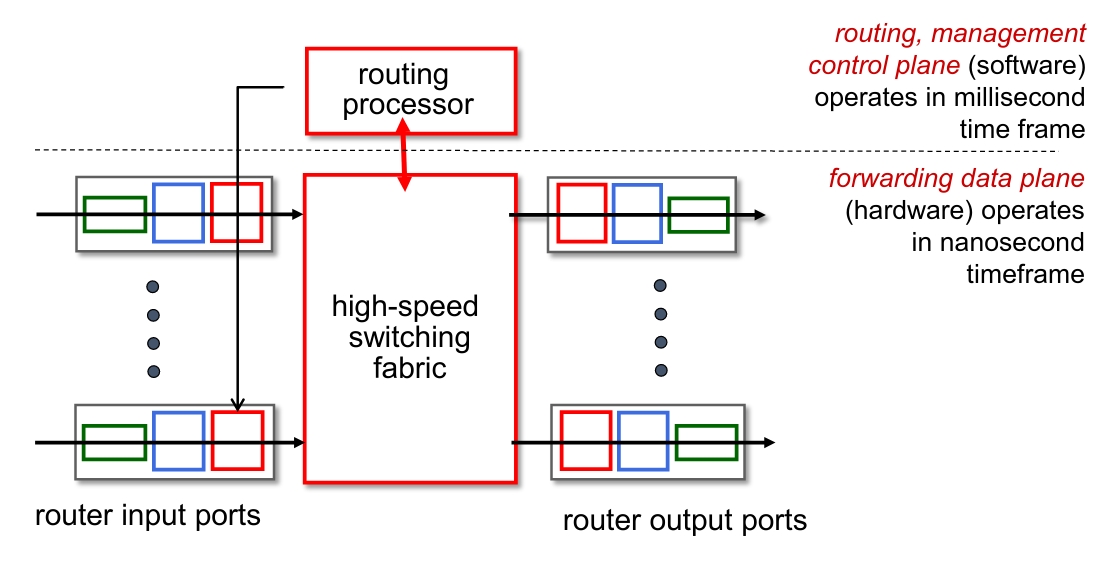 routing, management
control plane (software)
operates in millisecond
time frame
routing
processor
forwarding data plane
(hardware) operates
in nanosecond
timeframe
high-speed
switching
fabric
router input ports
router output ports